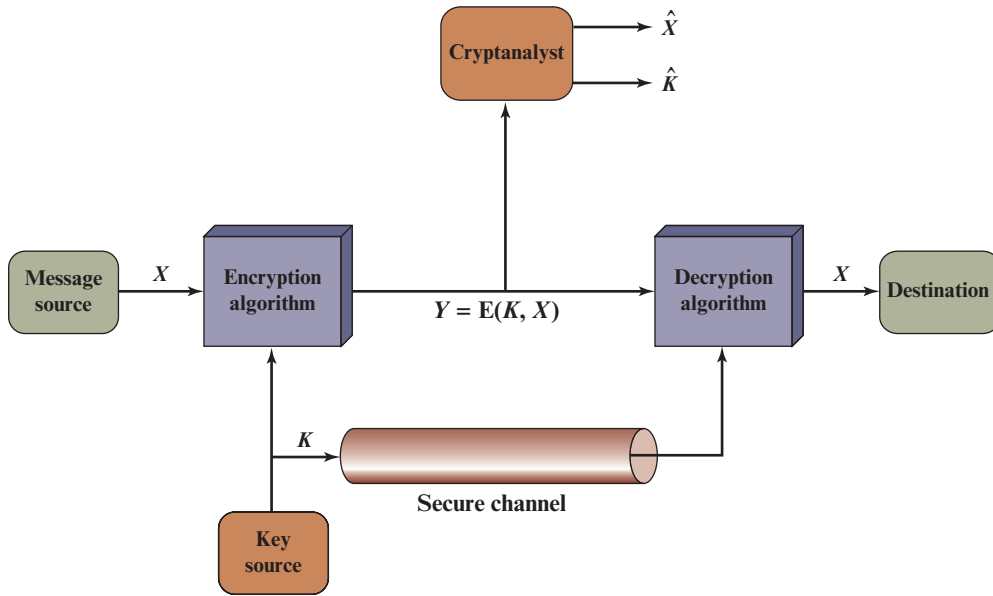 Cryptanalyst
X̂
K̂
Message
source
X
Encryption
algorithm
Y = E(K, X)
Decryption
algorithm
X
Destination
K
Secure channel
Key
source